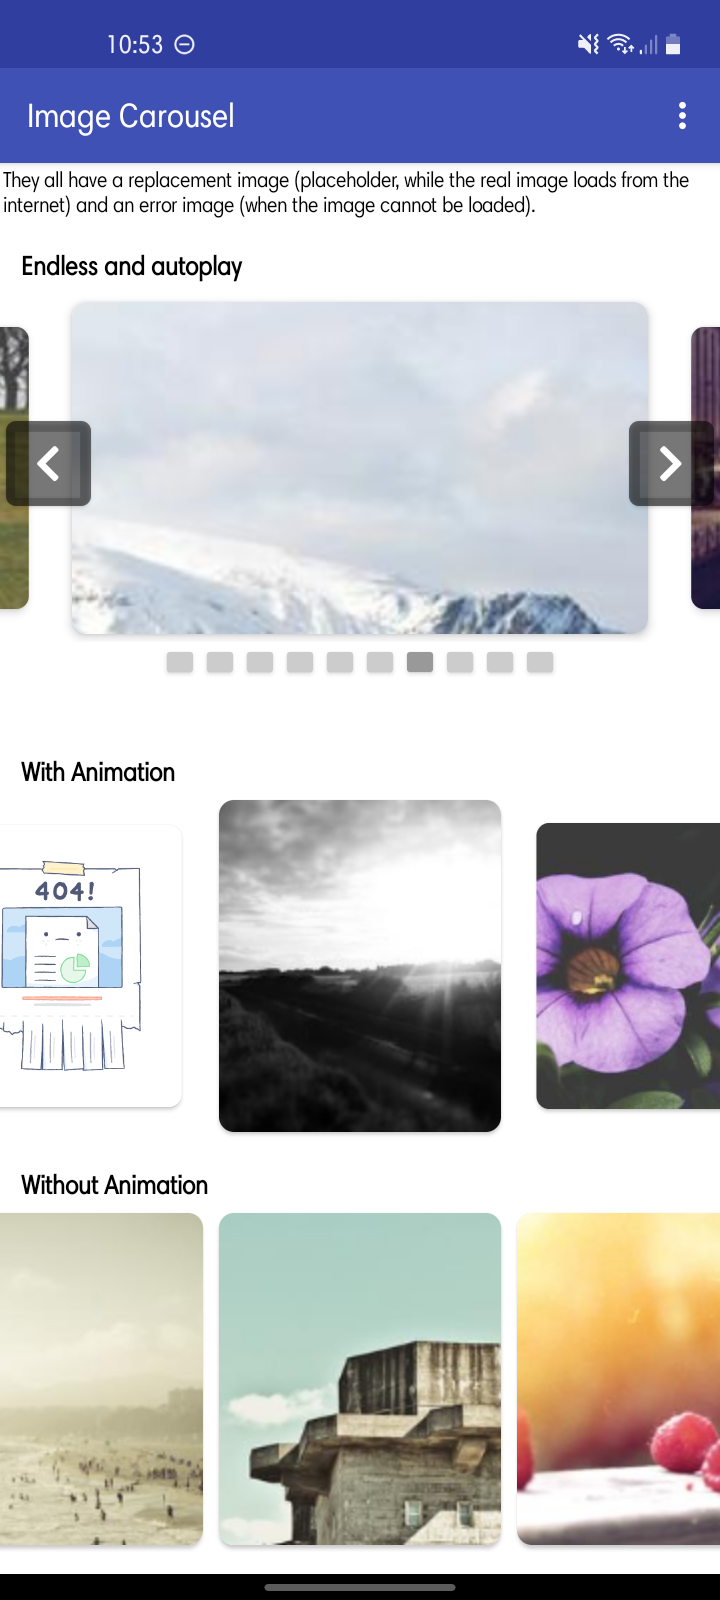 10:53
Image Carousel
They all have a replacement image (placeholder, while the real image loads from the
internet) and an error image (when the image cannot be loaded).
Endless and autoplay
With Animation
404!
Without Animation